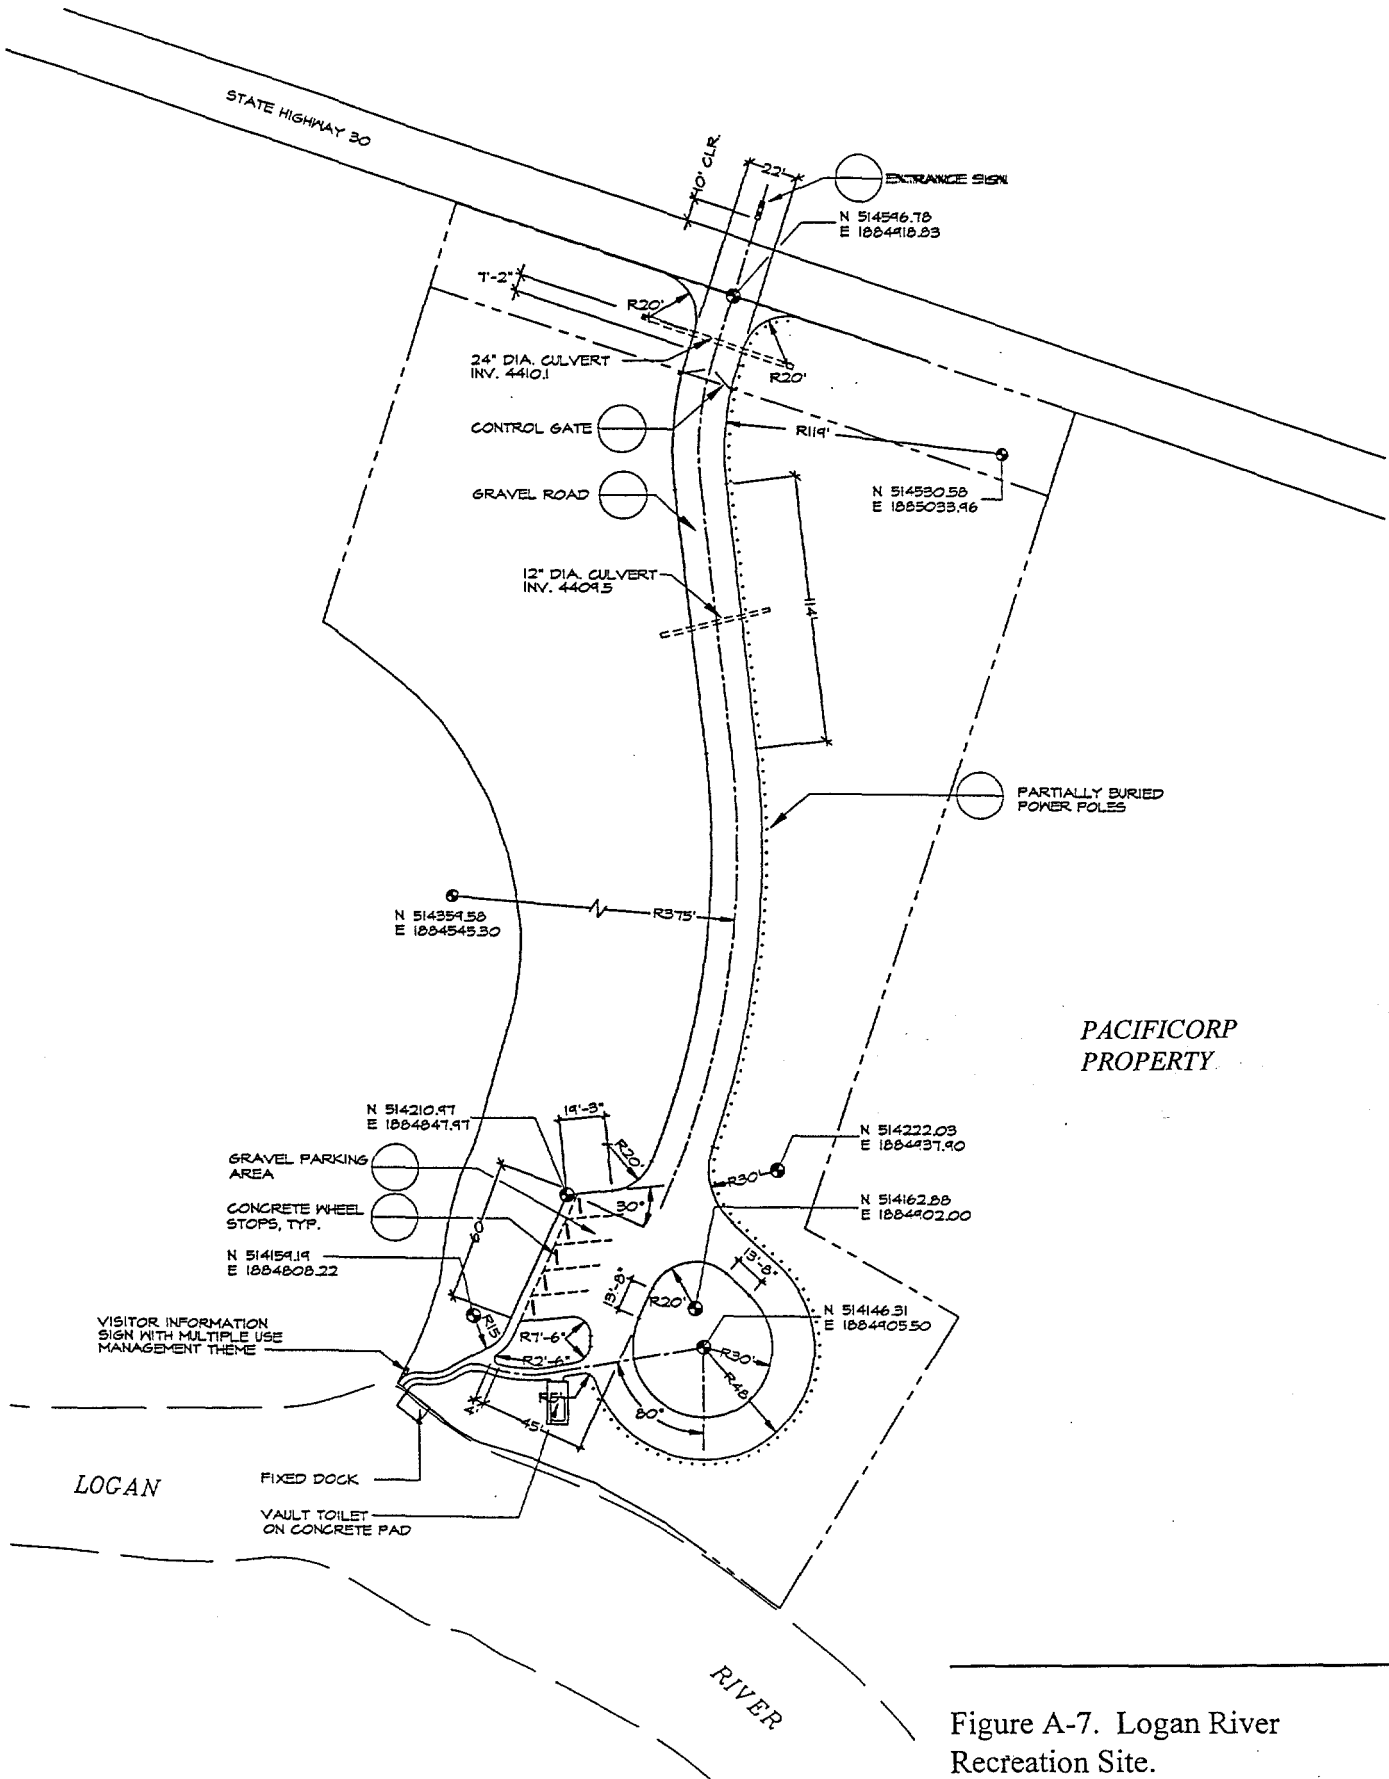 STATE HIGHWAY 30
40' CLR.
22'
ENTRANCE SIGN
N 514596.78
E 1884918.83
7'-2"
R20'
24" DIA. CULVERT
INV. 4410.1
R20'
CONTROL GATE
R119'
GRAVEL ROAD
N 514530.58
E 1885033.96
12" DIA. CULVERT
INV. 4409.5
114'
PARTIALLY BURIED
POWER POLES
N 514359.58
E 1884545.30
R375'
PACIFICORP
PROPERTY
N 514210.97
E 1884847.97
19'-3"
R20'
N 514222.03
E 1884937.90
GRAVEL PARKING
AREA
30°
R30'
CONCRETE WHEEL
STOPS, TYP.
N 514162.88
E 1884902.00
N 514159.19
E 1884808.22
13'-8"
13'-8"
R20'
VISITOR INFORMATION
SIGN WITH MULTIPLE USE
MANAGEMENT THEME
R15
R7'-6"
R2'-6"
N 514146.31
E 1884905.50
R30'
R48'
R5'
4'
45'
80°
LOGAN
FIXED DOCK
VAULT TOILET
ON CONCRETE PAD
RIVER
Figure A-7. Logan River
Recreation Site.